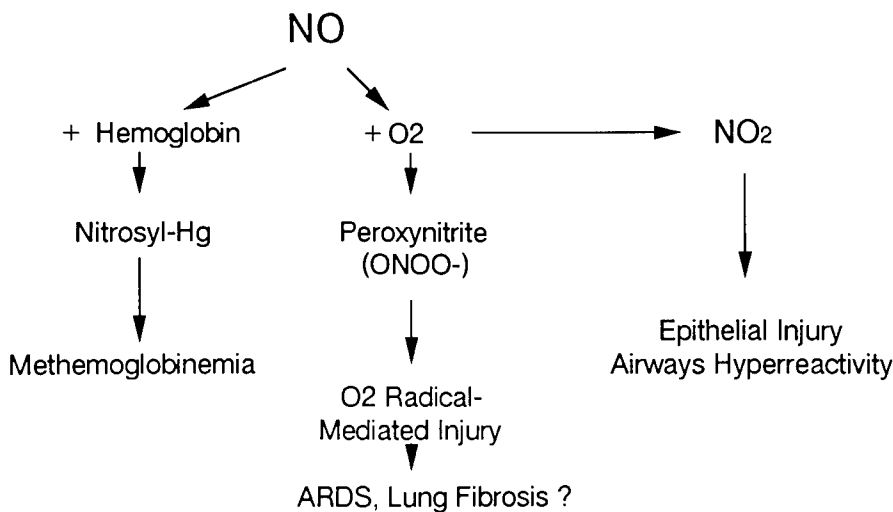 NO
+ Hemoglobin
+ O2
NO2
Nitrosyl-Hg
Peroxynitrite
(ONOO-)
Methemoglobinemia
Epithelial Injury
Airways Hyperreactivity
O2 Radical-
Mediated Injury
ARDS, Lung Fibrosis ?